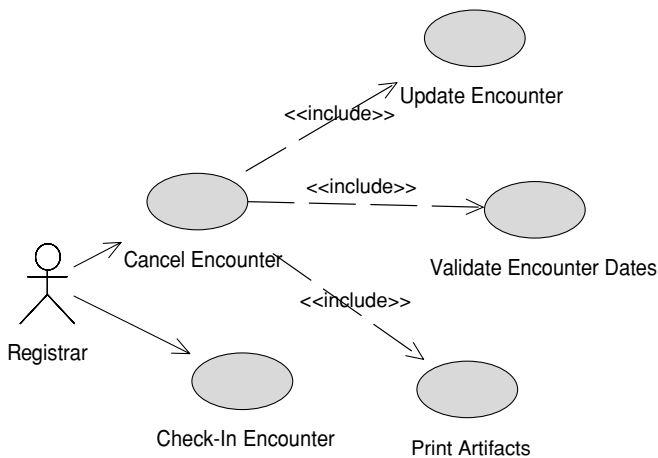 Update Encounter
<<include>>
<<include>>
Cancel Encounter
Validate Encounter Dates
<<include>>
Registrar
Check-In Encounter
Print Artifacts